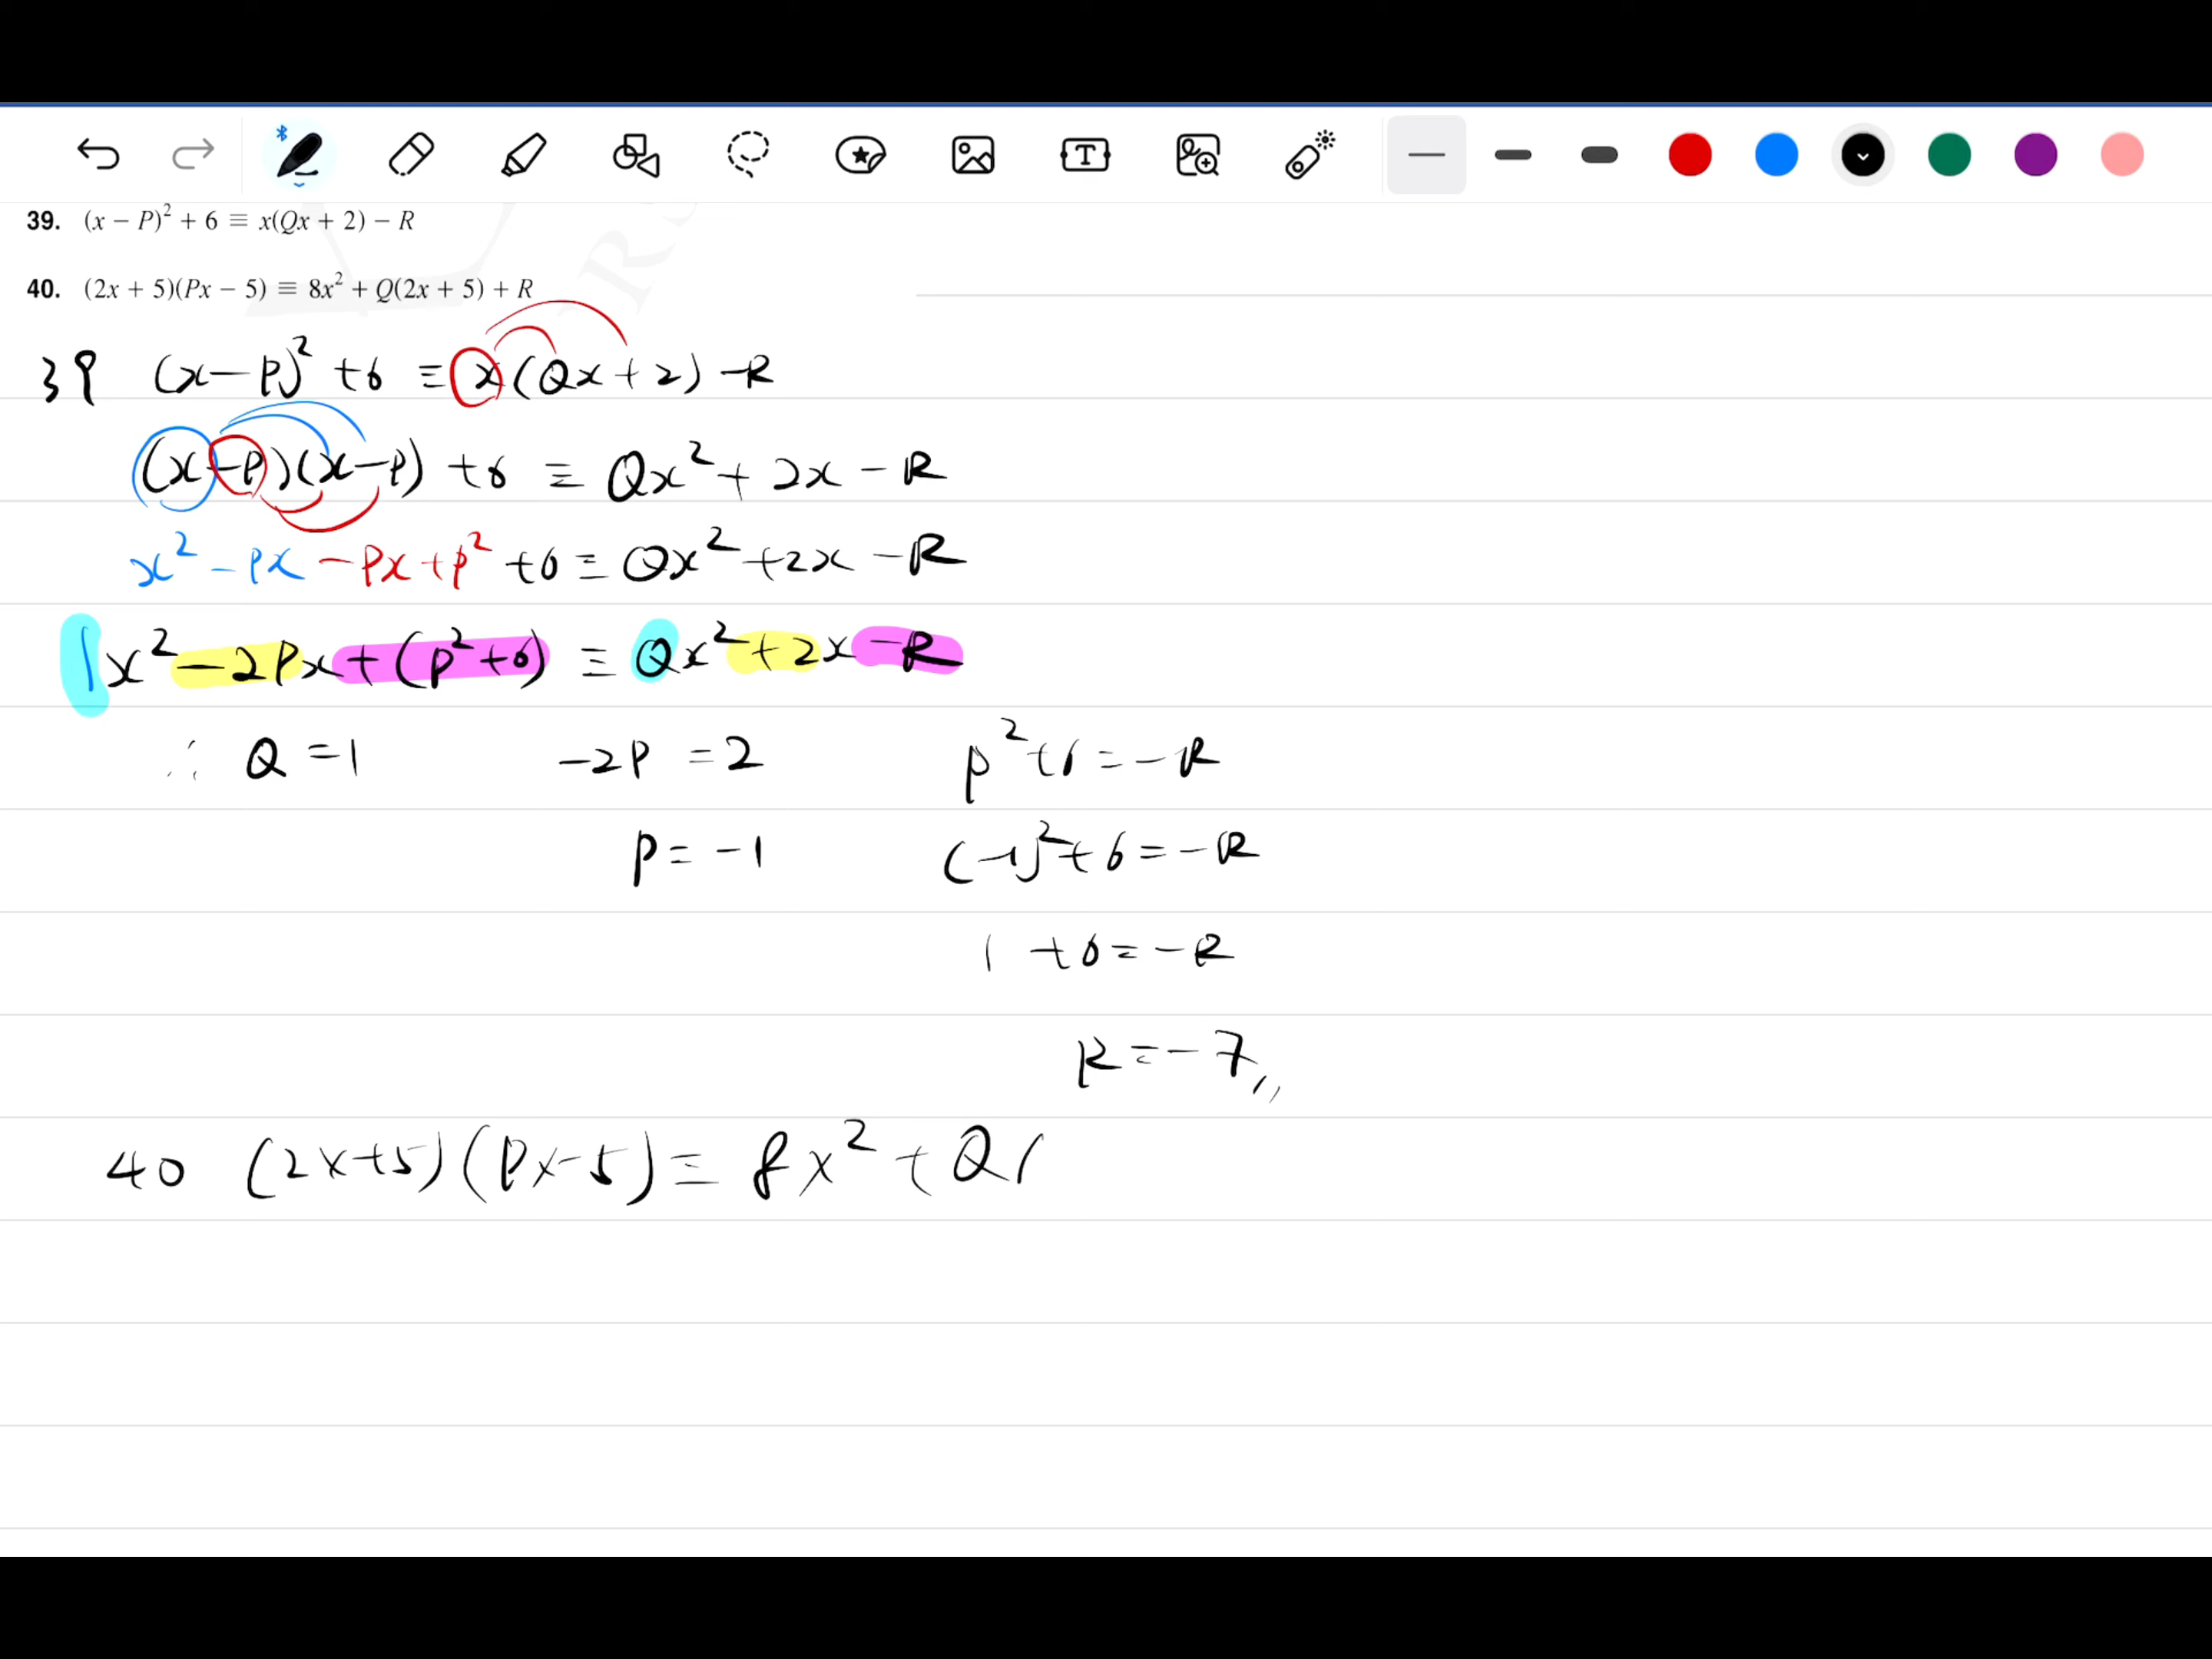 39. (x − P)² + 6 ≡ x(Qx + 2) − R
40. (2x + 5)(Px − 5) ≡ 8x² + Q(2x + 5) + R
39 (x−P)² +6 ≡ x(Qx+2) −R
(x−P)(x−P) +6 ≡ Qx²+2x−R
x²−Px −Px+P² +6≡Qx²+2x−R
1x²−2Px+(P²+6) ≡ Qx²+2x−R
∴ Q=1 −2P=2 P²+6=−R
P=−1 (−1)²+6=−R
1 +6=−R
R=−7
40 (2x+5)(Px−5)≡8x²+Q(